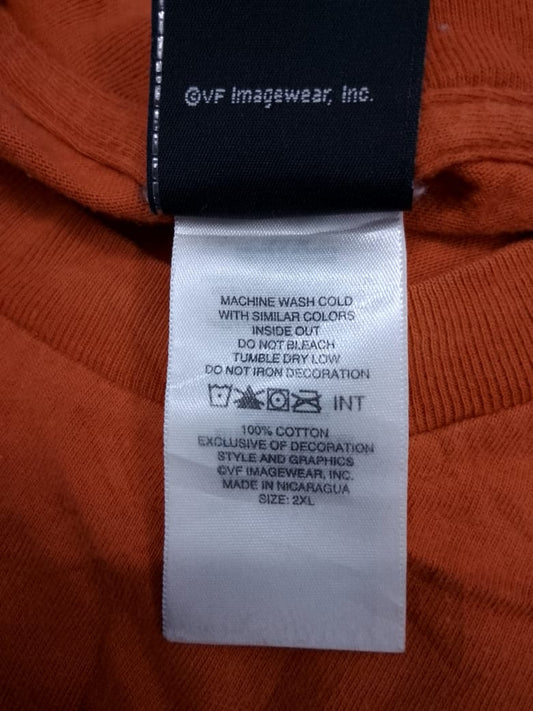 ©VF Imagewear, Inc.
MACHINE WASH COLD
WITH SIMILAR COLORS
INSIDE OUT
DO NOT BLEACH
TUMBLE DRY LOW
DO NOT IRON DECORATION
INT
100% COTTON
EXCLUSIVE OF DECORATION
STYLE AND GRAPHICS
©VF IMAGEWEAR, INC.
MADE IN NICARAGUA
SIZE: 2XL